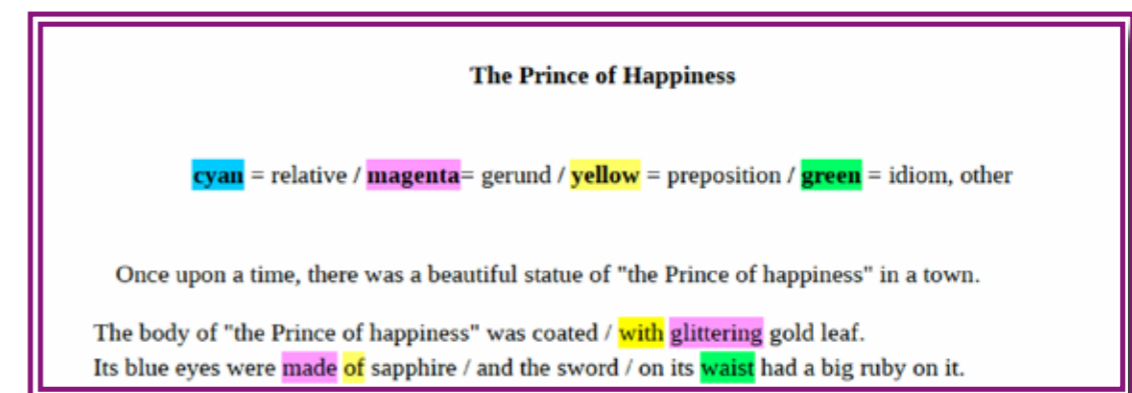 The Prince of Happiness
cyan = relative / magenta= gerund / yellow = preposition / green = idiom, other
Once upon a time, there was a beautiful statue of "the Prince of happiness" in a town.
The body of "the Prince of happiness" was coated / with glittering gold leaf.
Its blue eyes were made of sapphire / and the sword / on its waist had a big ruby on it.